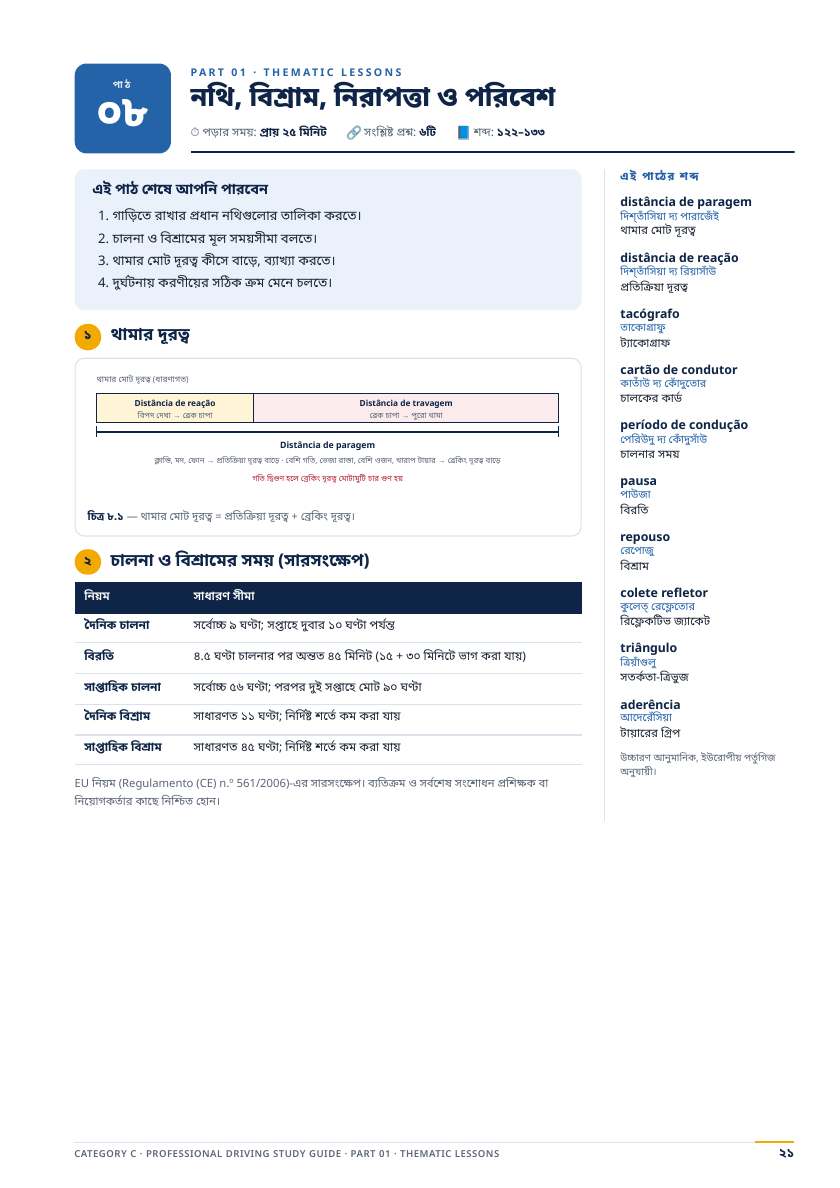 পাঠ
০৮
PART 01 · THEMATIC LESSONS
নথি, বিশ্রাম, নিরাপত্তা ও পরিবেশ
⏱ পড়ার সময়: প্রায় ২৫ মিনিট 🔗 সংশ্লিষ্ট প্রশ্ন: ৬টি 📘 শব্দ: ১২২–১৩৩
এই পাঠ শেষে আপনি পারবেন
1. গাড়িতে রাখার প্রধান নথিগুলোর তালিকা করতে।
2. চালনা ও বিশ্রামের মূল সময়সীমা বলতে।
3. থামার মোট দূরত্ব কীসে বাড়ে, ব্যাখ্যা করতে।
4. দুর্ঘটনায় করণীয়ের সঠিক ক্রম মেনে চলতে।
১ থামার দূরত্ব
থামার মোট দূরত্ব (ধারণাগত)
Distância de reação
বিপদ দেখা → ব্রেক চাপা
Distância de travagem
ব্রেক চাপা → পুরো থামা
Distância de paragem
ক্লান্তি, মদ, ফোন → প্রতিক্রিয়া দূরত্ব বাড়ে · বেশি গতি, ভেজা রাস্তা, বেশি ওজন, খারাপ টায়ার → ব্রেকিং দূরত্ব বাড়ে
গতি দ্বিগুণ হলে ব্রেকিং দূরত্ব মোটামুটি চার গুণ হয়
চিত্র ৮.১ — থামার মোট দূরত্ব = প্রতিক্রিয়া দূরত্ব + ব্রেকিং দূরত্ব।
২ চালনা ও বিশ্রামের সময় (সারসংক্ষেপ)
নিয়ম সাধারণ সীমা
দৈনিক চালনা সর্বোচ্চ ৯ ঘণ্টা; সপ্তাহে দুবার ১০ ঘণ্টা পর্যন্ত
বিরতি ৪.৫ ঘণ্টা চালনার পর অন্তত ৪৫ মিনিট (১৫ + ৩০ মিনিটে ভাগ করা যায়)
সাপ্তাহিক চালনা সর্বোচ্চ ৫৬ ঘণ্টা; পরপর দুই সপ্তাহে মোট ৯০ ঘণ্টা
দৈনিক বিশ্রাম সাধারণত ১১ ঘণ্টা; নির্দিষ্ট শর্তে কম করা যায়
সাপ্তাহিক বিশ্রাম সাধারণত ৪৫ ঘণ্টা; নির্দিষ্ট শর্তে কম করা যায়
EU নিয়ম (Regulamento (CE) n.º 561/2006)-এর সারসংক্ষেপ। ব্যতিক্রম ও সর্বশেষ সংশোধন প্রশিক্ষক বা
নিয়োগকর্তার কাছে নিশ্চিত হোন।
এই পাঠের শব্দ
distância de paragem
দিশ্তাঁসিয়া দ্য পারাজেঁই
থামার মোট দূরত্ব
distância de reação
দিশ্তাঁসিয়া দ্য রিয়াসাঁউ
প্রতিক্রিয়া দূরত্ব
tacógrafo
তাকোগ্রাফু
ট্যাকোগ্রাফ
cartão de condutor
কার্তাঁউ দ্য কোঁদুতোর
চালকের কার্ড
período de condução
পেরিউদু দ্য কোঁদুসাঁউ
চালনার সময়
pausa
পাউজা
বিরতি
repouso
রেপোজু
বিশ্রাম
colete refletor
কুলেত্ রেফ্লেতোর
রিফ্লেকটিভ জ্যাকেট
triângulo
ত্রিয়াঁগুলু
সতর্কতা-ত্রিভুজ
aderência
আদেরেঁসিয়া
টায়ারের গ্রিপ
উচ্চারণ আনুমানিক, ইউরোপীয় পর্তুগিজ
অনুযায়ী।
CATEGORY C · PROFESSIONAL DRIVING STUDY GUIDE · PART 01 · THEMATIC LESSONS
২১